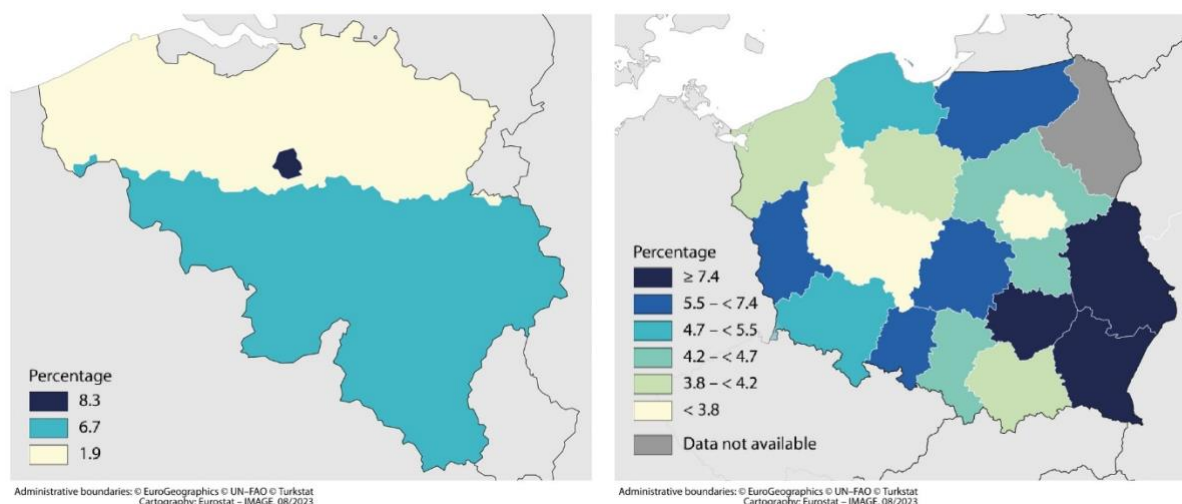 Percentage
8.3
6.7
1.9
Administrative boundaries: © EuroGeographics © UN–FAO © Turkstat
Cartography: Eurostat – IMAGE, 08/2023
Percentage
≥ 7.4
5.5 – < 7.4
4.7 – < 5.5
4.2 – < 4.7
3.8 – < 4.2
< 3.8
Data not available
Administrative boundaries: © EuroGeographics © UN–FAO © Turkstat
Cartography: Eurostat – IMAGE, 08/2023